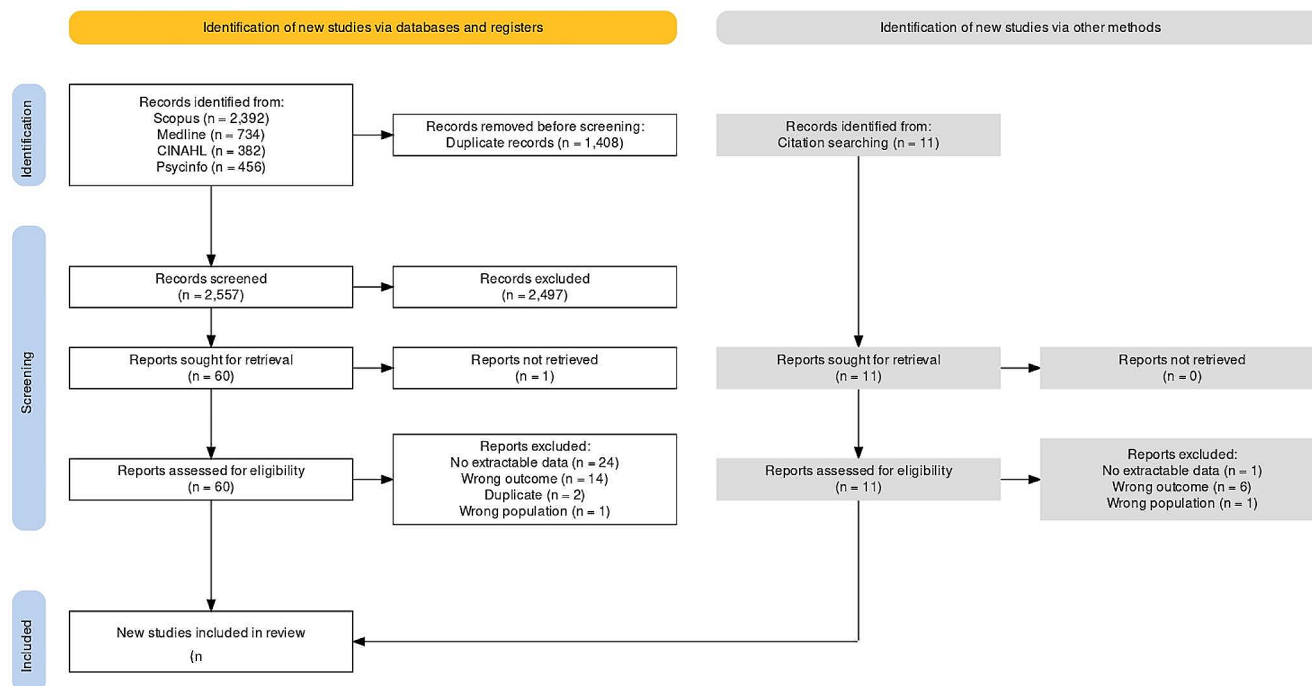 Identification of new studies via databases and registers
Identification of new studies via other methods
Identification
Records identified from:
Scopus (n = 2,392)
Medline (n = 734)
CINAHL (n = 382)
Psycinfo (n = 456)
Records removed before screening:
Duplicate records (n = 1,408)
Records identified from:
Citation searching (n = 11)
Screening
Records screened
(n = 2,557)
Records excluded
(n = 2,497)
Reports sought for retrieval
(n = 60)
Reports not retrieved
(n = 1)
Reports sought for retrieval
(n = 11)
Reports not retrieved
(n = 0)
Reports assessed for eligibility
(n = 60)
Reports excluded:
No extractable data (n = 24)
Wrong outcome (n = 14)
Duplicate (n = 2)
Wrong population (n = 1)
Reports assessed for eligibility
(n = 11)
Reports excluded:
No extractable data (n = 1)
Wrong outcome (n = 6)
Wrong population (n = 1)
Included
New studies included in review
(n